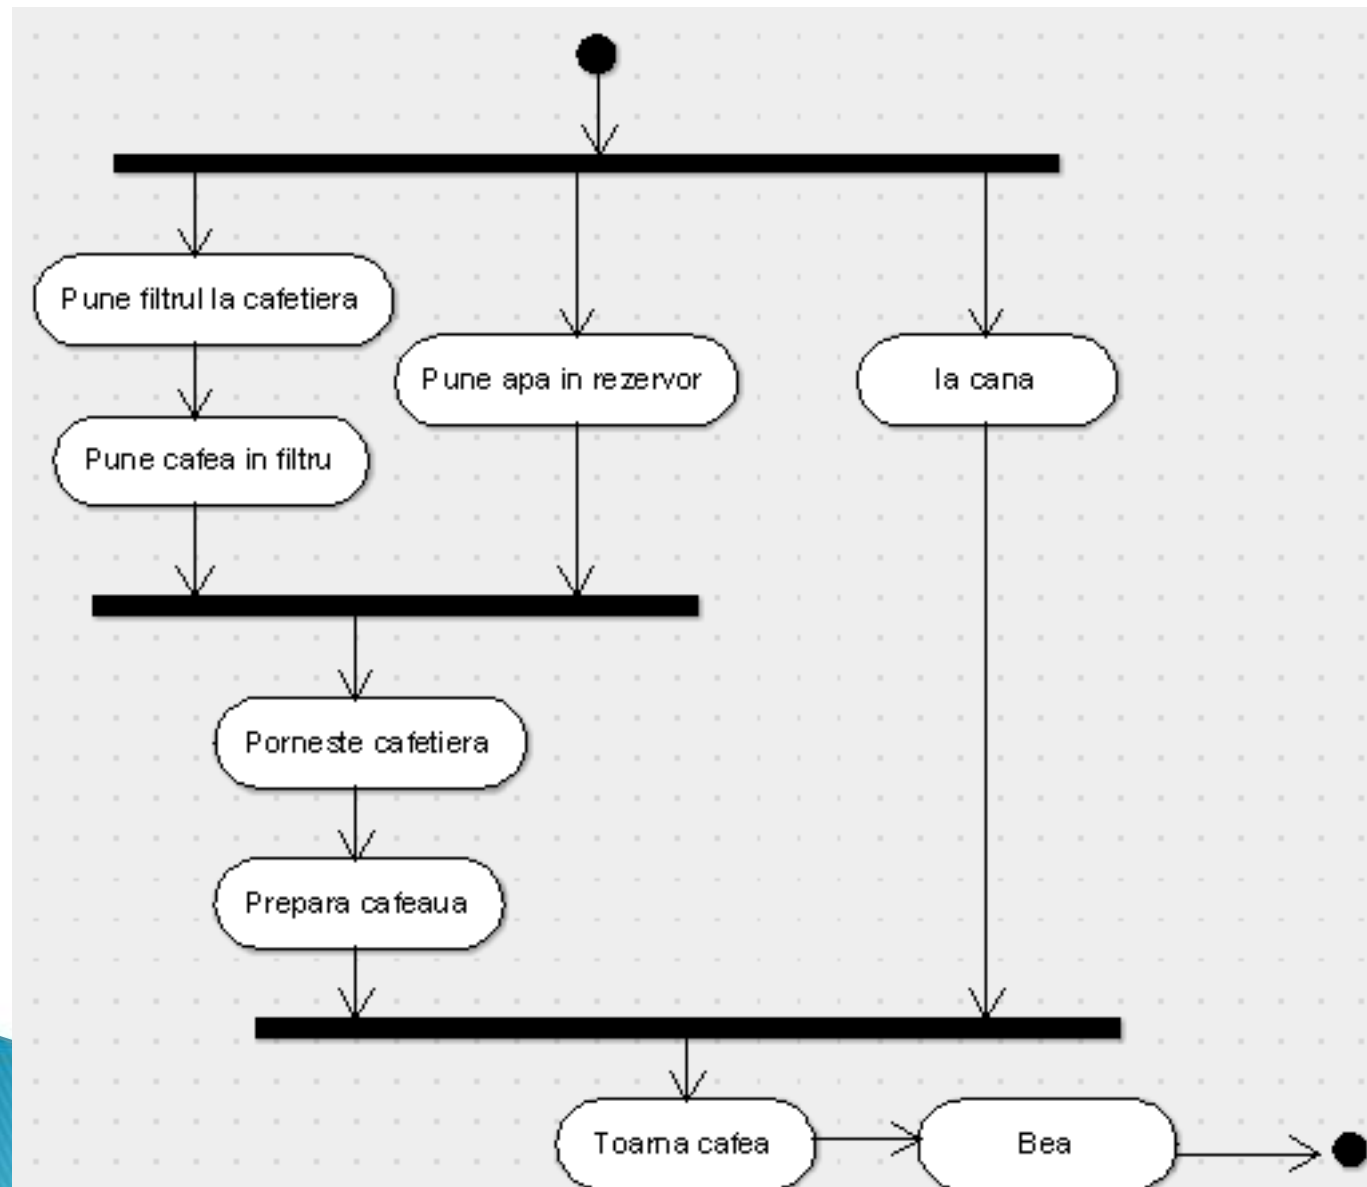 Pune filtrul la cafetiera
Pune apa in rezervor
Ia cana
Pune cafea in filtru
Porneste cafetiera
Prepara cafeaua
Toarna cafea
Bea